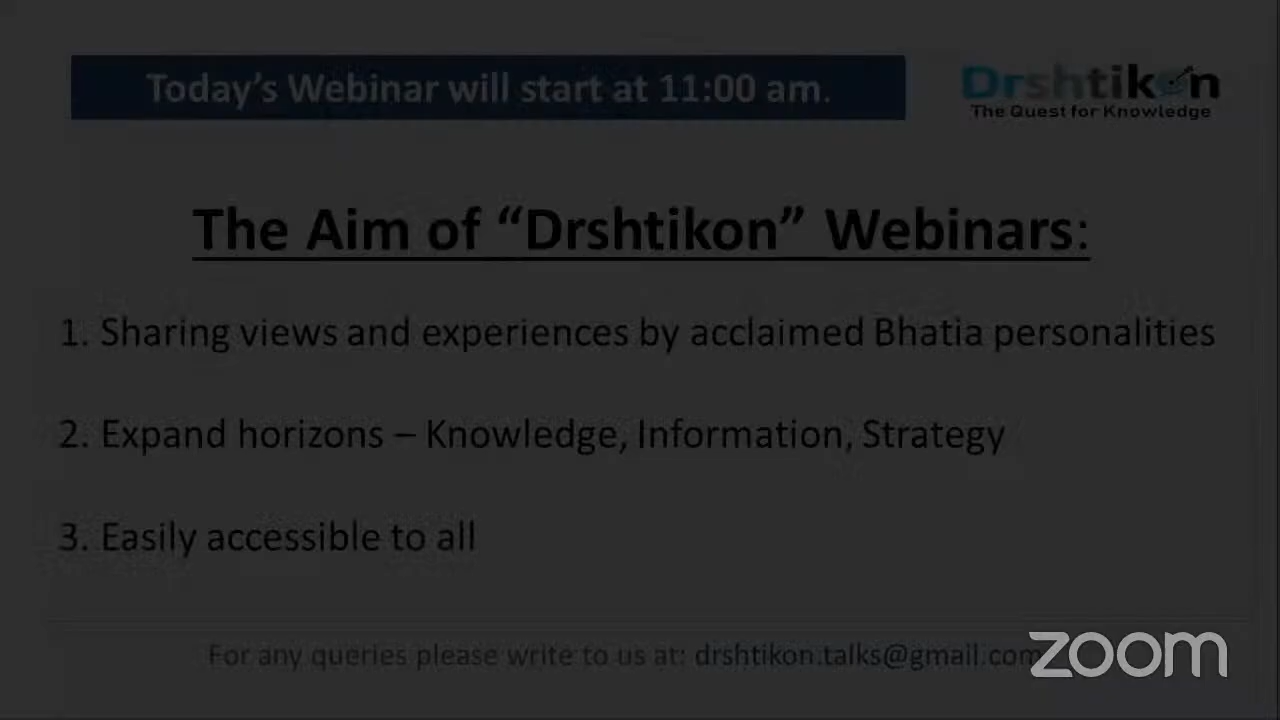 Today's Webinar will start at 11:00 am.
Drshtikon
The Quest for Knowledge
The Aim of “Drshtikon” Webinars:
1. Sharing views and experiences by acclaimed Bhatia personalities
2. Expand horizons – Knowledge, Information, Strategy
3. Easily accessible to all
For any queries please write to us at: drshtikon.talks@gmail.com
zoom